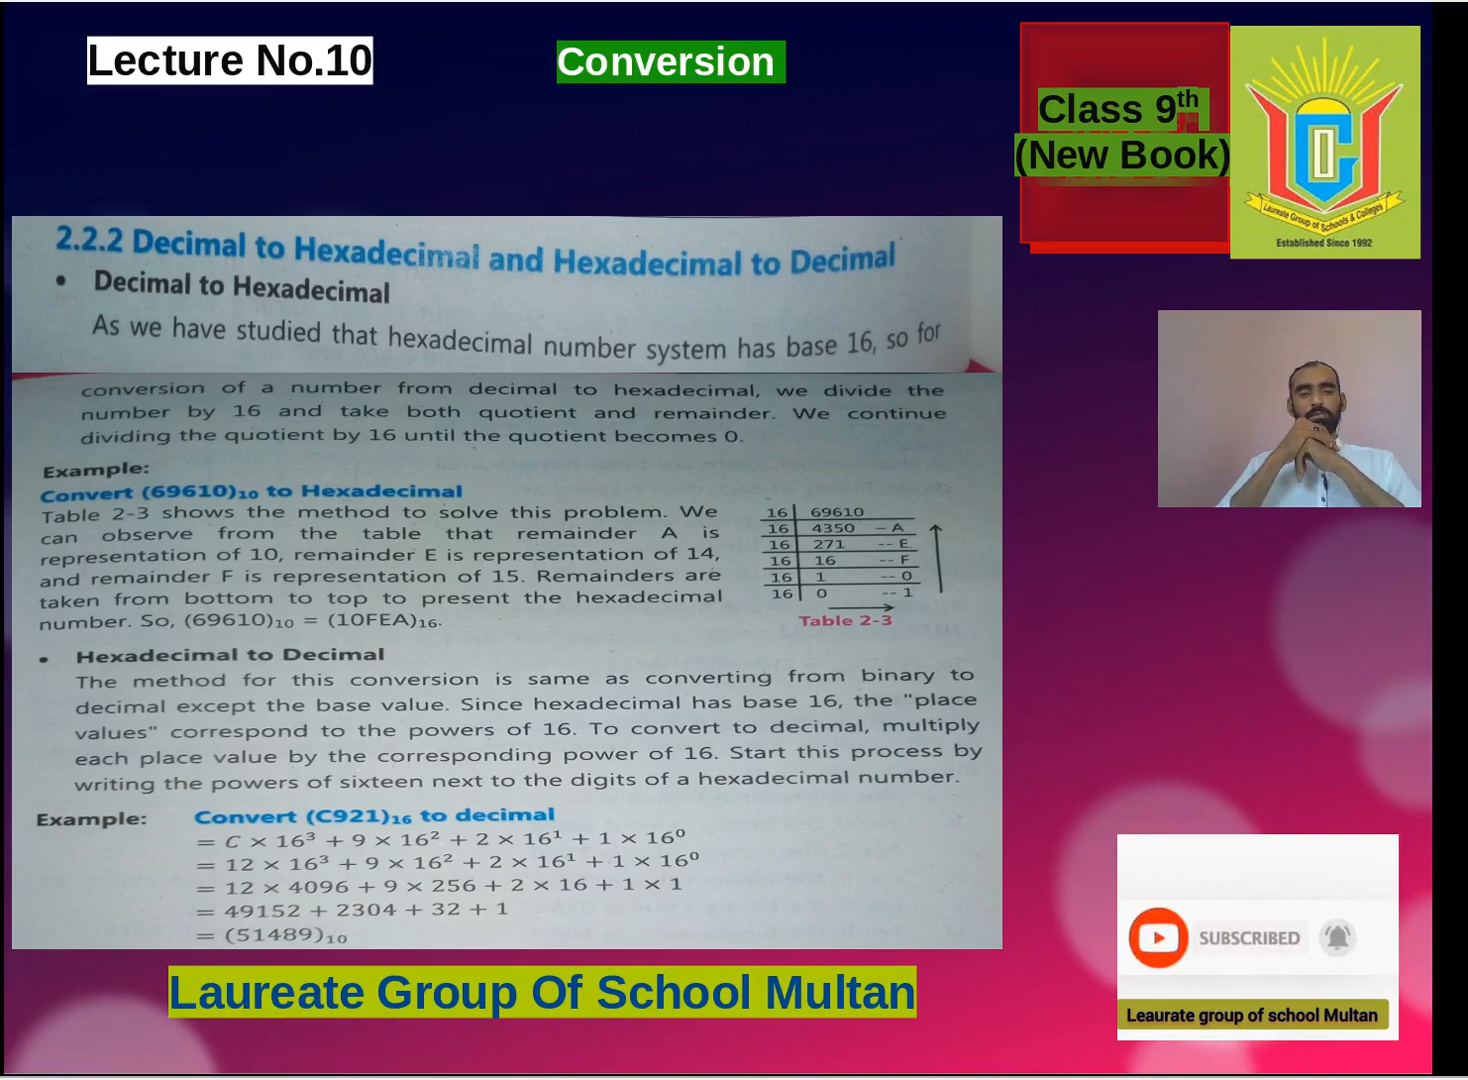 Lecture No.10
Conversion
Class 9th
(New Book)
Laureate Group of Schools & Colleges
Established Since 1992
2.2.2 Decimal to Hexadecimal and Hexadecimal to Decimal
• Decimal to Hexadecimal
As we have studied that hexadecimal number system has base 16, so for
conversion of a number from decimal to hexadecimal, we divide the
number by 16 and take both quotient and remainder. We continue
dividing the quotient by 16 until the quotient becomes 0.
Example:
Convert (69610)₁₀ to Hexadecimal
Table 2-3 shows the method to solve this problem. We
can observe from the table that remainder A is
representation of 10, remainder E is representation of 14,
and remainder F is representation of 15. Remainders are
taken from bottom to top to present the hexadecimal
number. So, (69610)₁₀ = (10FEA)₁₆.
16 69610
16 4350 – A
16 271 -- E
16 16 -- F
16 1 -- 0
16 0 -- 1
Table 2-3
• Hexadecimal to Decimal
The method for this conversion is same as converting from binary to
decimal except the base value. Since hexadecimal has base 16, the "place
values" correspond to the powers of 16. To convert to decimal, multiply
each place value by the corresponding power of 16. Start this process by
writing the powers of sixteen next to the digits of a hexadecimal number.
Example: Convert (C921)₁₆ to decimal
= C × 16³ + 9 × 16² + 2 × 16¹ + 1 × 16⁰
= 12 × 16³ + 9 × 16² + 2 × 16¹ + 1 × 16⁰
= 12 × 4096 + 9 × 256 + 2 × 16 + 1 × 1
= 49152 + 2304 + 32 + 1
= (51489)₁₀
Laureate Group Of School Multan
SUBSCRIBED
Leaurate group of school Multan